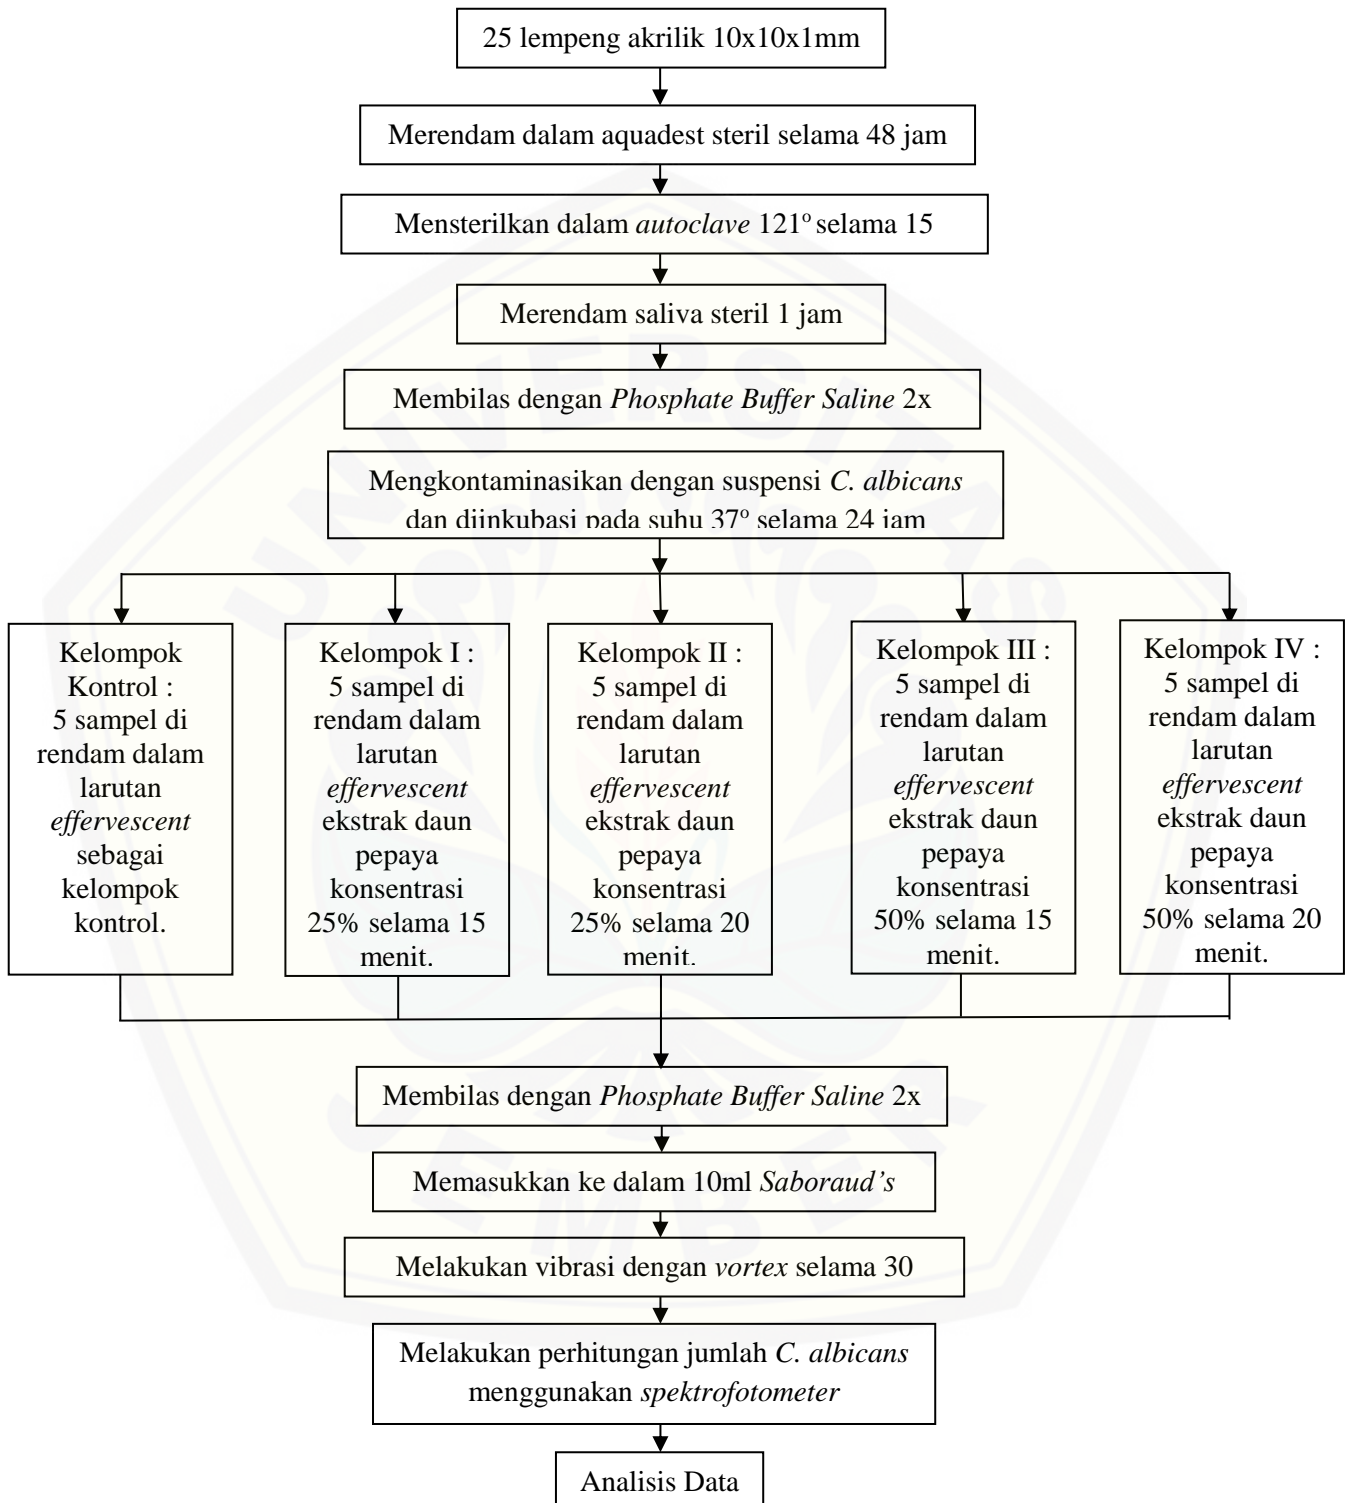 25 lempeng akrilik 10x10x1mm
Merendam dalam aquadest steril selama 48 jam
Mensterilkan dalam autoclave 121° selama 15
Merendam saliva steril 1 jam
Membilas dengan Phosphate Buffer Saline 2x
Mengkontaminasikan dengan suspensi C. albicans
dan diinkubasi pada suhu 37° selama 24 jam
Kelompok
Kontrol :
5 sampel di
rendam dalam
larutan
effervescent
sebagai
kelompok
kontrol.
Kelompok I :
5 sampel di
rendam dalam
larutan
effervescent
ekstrak daun
pepaya
konsentrasi
25% selama 15
menit.
Kelompok II :
5 sampel di
rendam dalam
larutan
effervescent
ekstrak daun
pepaya
konsentrasi
25% selama 20
menit.
Kelompok III :
5 sampel di
rendam dalam
larutan
effervescent
ekstrak daun
pepaya
konsentrasi
50% selama 15
menit.
Kelompok IV :
5 sampel di
rendam dalam
larutan
effervescent
ekstrak daun
pepaya
konsentrasi
50% selama 20
menit.
Membilas dengan Phosphate Buffer Saline 2x
Memasukkan ke dalam 10ml Saboraud’s
Melakukan vibrasi dengan vortex selama 30
Melakukan perhitungan jumlah C. albicans
menggunakan spektrofotometer
Analisis Data
UNIVERSITAS
JEMBER